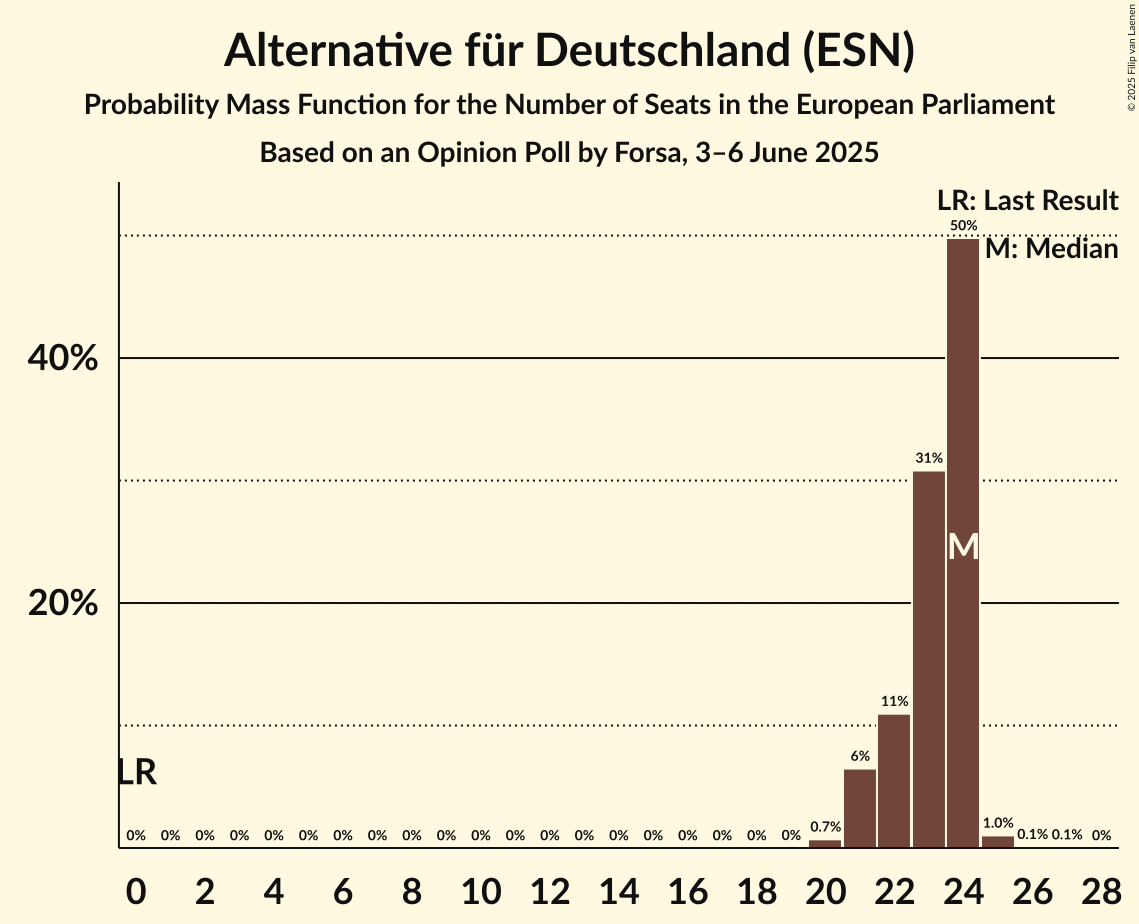 Alternative für Deutschland (ESN)
Probability Mass Function for the Number of Seats in the European Parliament
Based on an Opinion Poll by Forsa, 3–6 June 2025
© 2025 Filip van Laenen
LR: Last Result
M: Median
50%
40%
31%
M
20%
11%
6%
LR
0% 0% 0% 0% 0% 0% 0% 0% 0% 0% 0% 0% 0% 0% 0% 0% 0% 0% 0% 0% 0.7% 1.0% 0.1% 0.1% 0%
0 2 4 6 8 10 12 14 16 18 20 22 24 26 28